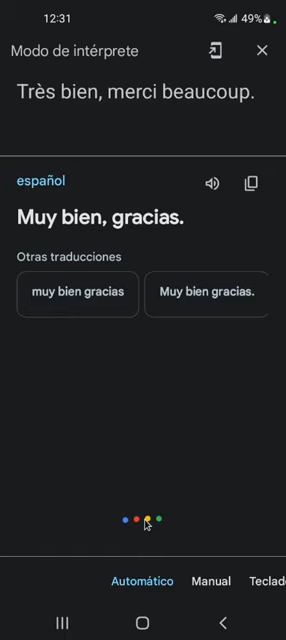 12:31
49%
Modo de intérprete
Très bien, merci beaucoup.
español
Muy bien, gracias.
Otras traducciones
muy bien gracias
Muy bien gracias.
Automático Manual Teclad